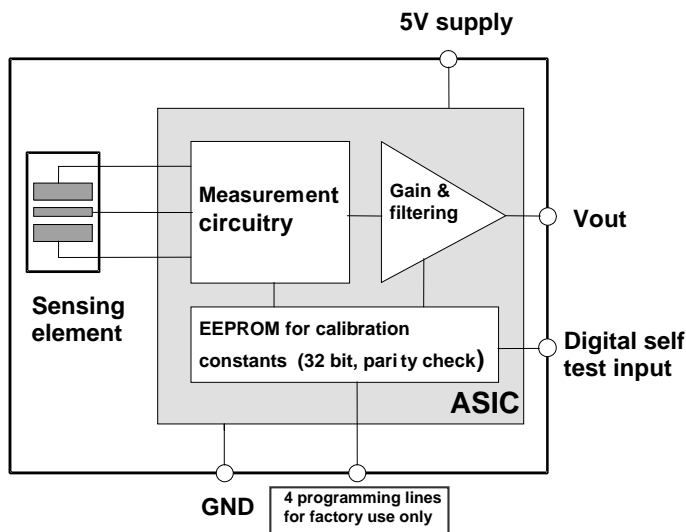 5V supply
Measurement
circuitry
Gain &
filtering
Vout
Sensing
element
EEPROM for calibration
constants (32 bit, parity check)
Digital self
test input
ASIC
GND
4 programming lines
for factory use only